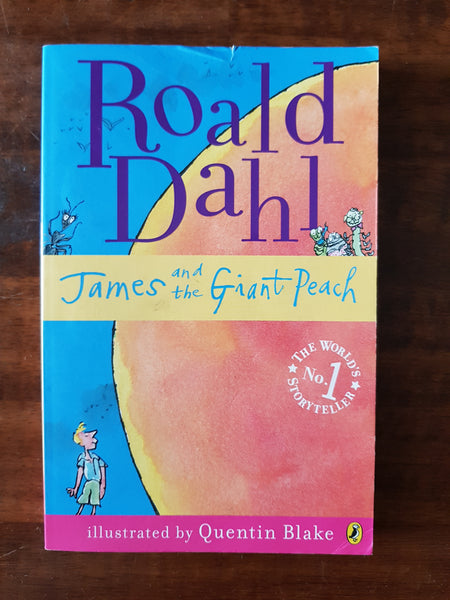 Roald
Dahl
James and the Giant Peach
THE WORLD'S
No.1
STORYTELLER
illustrated by Quentin Blake